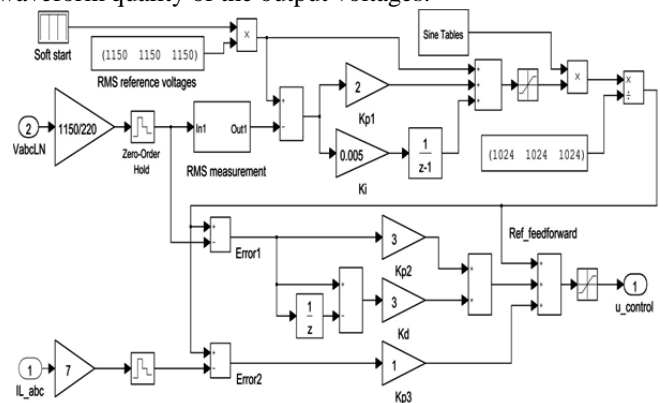 waveform quality of the output voltages.
Soft start
(1150 1150 1150)
RMS reference voltages
×
Sine Tables
×
×
÷
+
+
+
+
-
2
Kp1
2
VabcLN
1150/220
Zero-Order
Hold
In1 Out1
RMS measurement
0.005
Ki
1
z-1
(1024 1024 1024)
+
-
Error1
3
Kp2
Ref_feedforward
1
z
+
-
3
Kd
+
+
+
+
+
1
u_control
1
IL_abc
7
+
-
Error2
1
Kp3